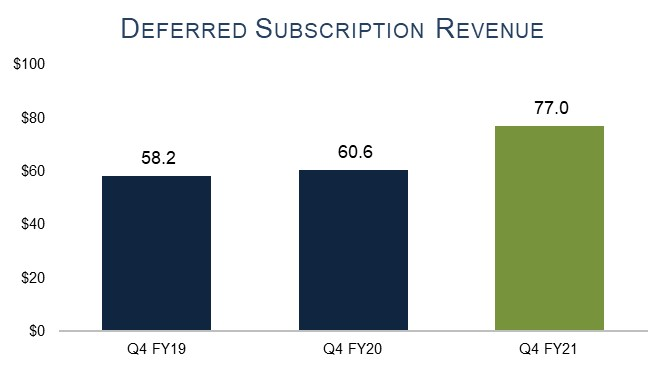 DEFERRED SUBSCRIPTION REVENUE
$100
$80
$60
$40
$20
$0
58.2
60.6
77.0
Q4 FY19
Q4 FY20
Q4 FY21